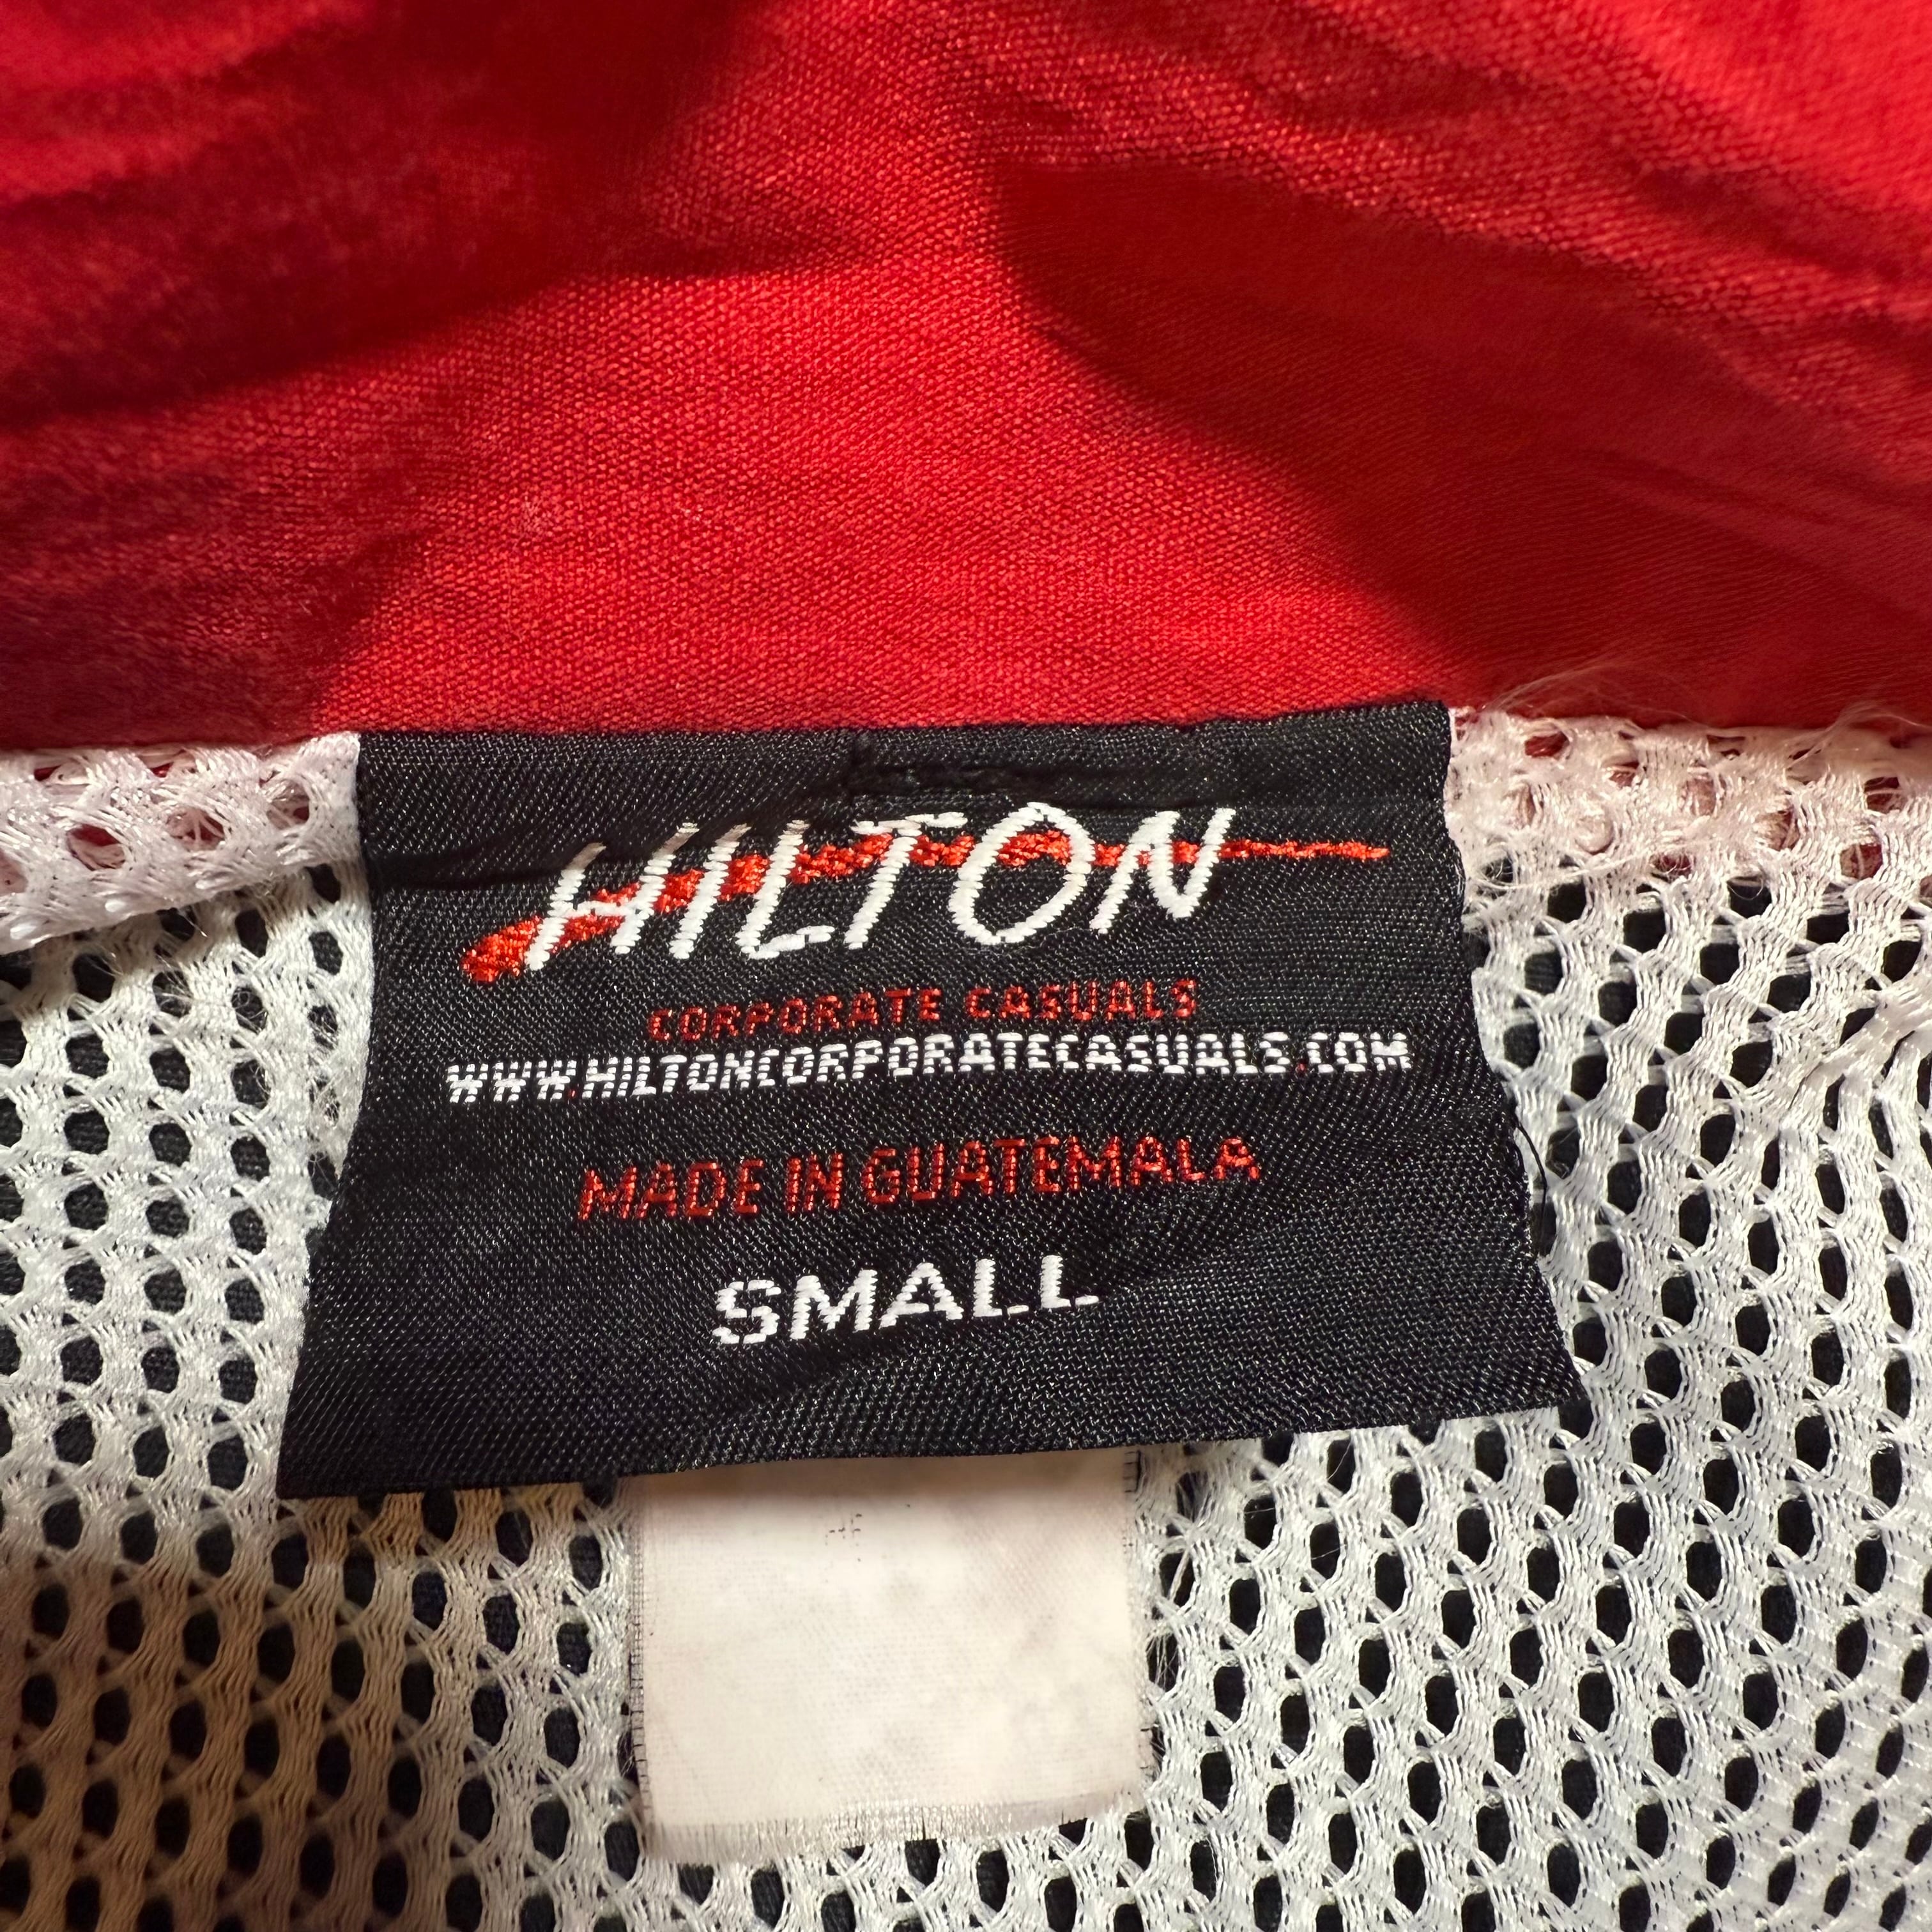 HILTON
CORPORATE CASUALS
WWW.HILTONCORPORATECASUALS.COM
MADE IN GUATEMALA
SMALL